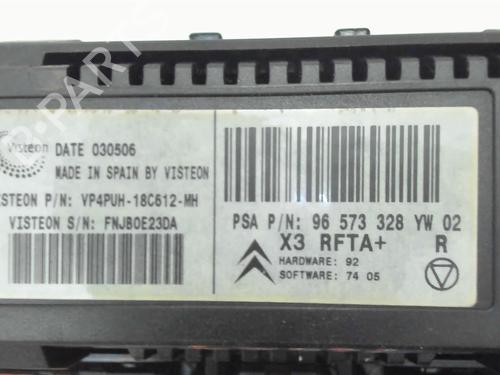 Visteon
DATE 030506
MADE IN SPAIN BY VISTEON
ISTEON P/N: VP4PUH-18C612-MH
VISTEON S/N: FNJB0E23DA
PSA P/N: 96 573 328 YW 02
X3 RFTA+ R
HARDWARE: 92
SOFTWARE: 74 05
B-PARTS